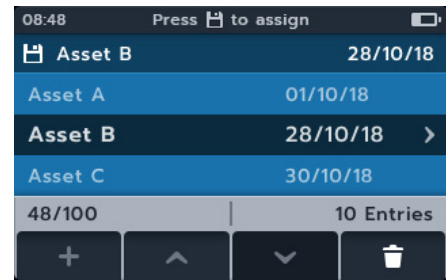 08:48 Press to assign
Asset B 28/10/18
Asset A 01/10/18
Asset B 28/10/18
Asset C 30/10/18
48/100 10 Entries